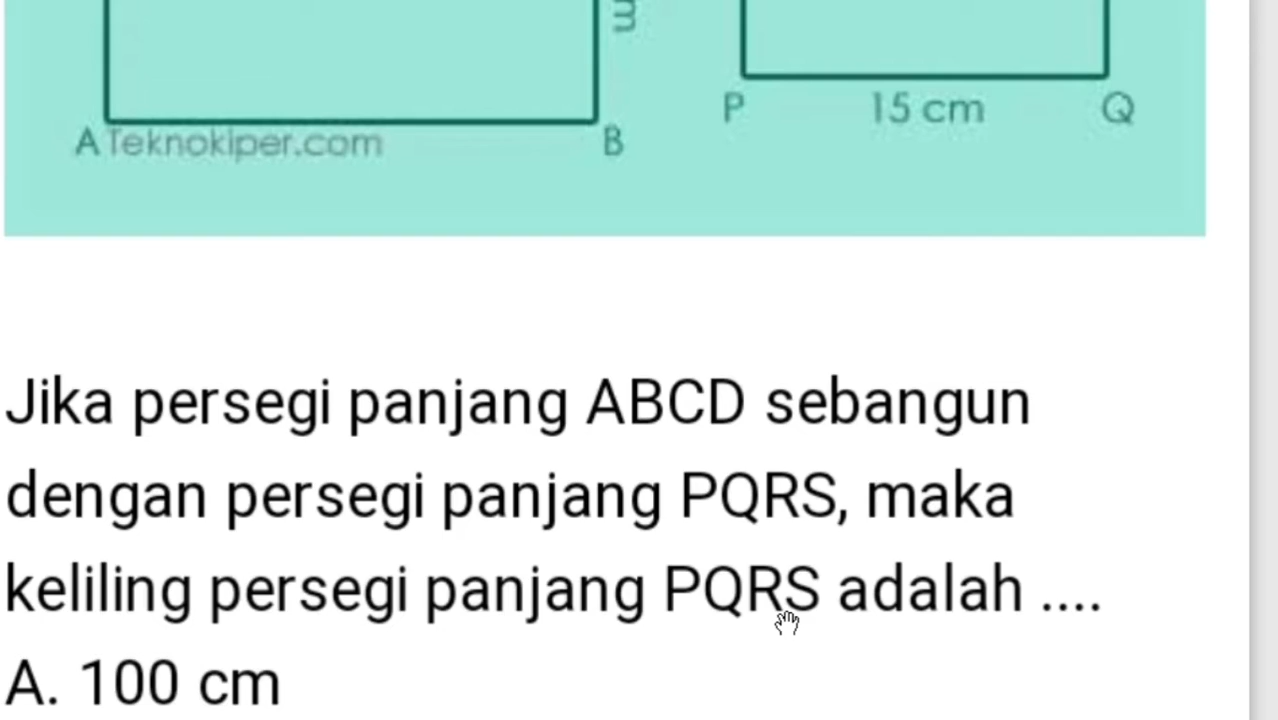 m
P 15 cm Q
A Teknokiper.com B
Jika persegi panjang ABCD sebangun
dengan persegi panjang PQRS, maka
keliling persegi panjang PQRS adalah ....
A. 100 cm